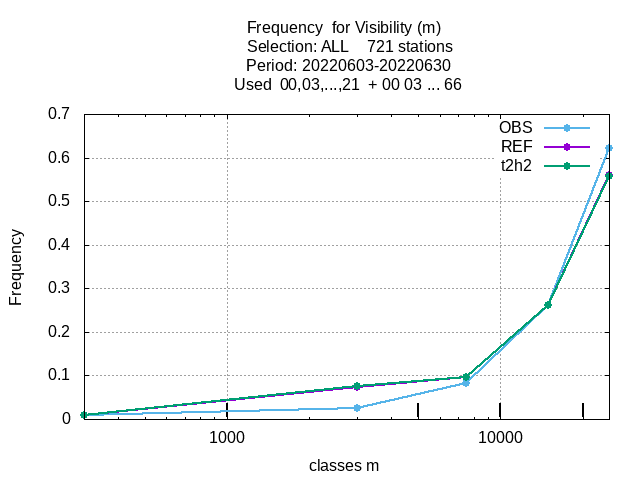 Frequency  for Visibility (m)
Selection: ALL    721 stations
Period: 20220603-20220630
Used  00,03,...,21  + 00 03 ... 66
OBS
REF
t2h2
0.7
0.6
0.5
0.4
0.3
0.2
0.1
0
Frequency
1000
10000
classes m